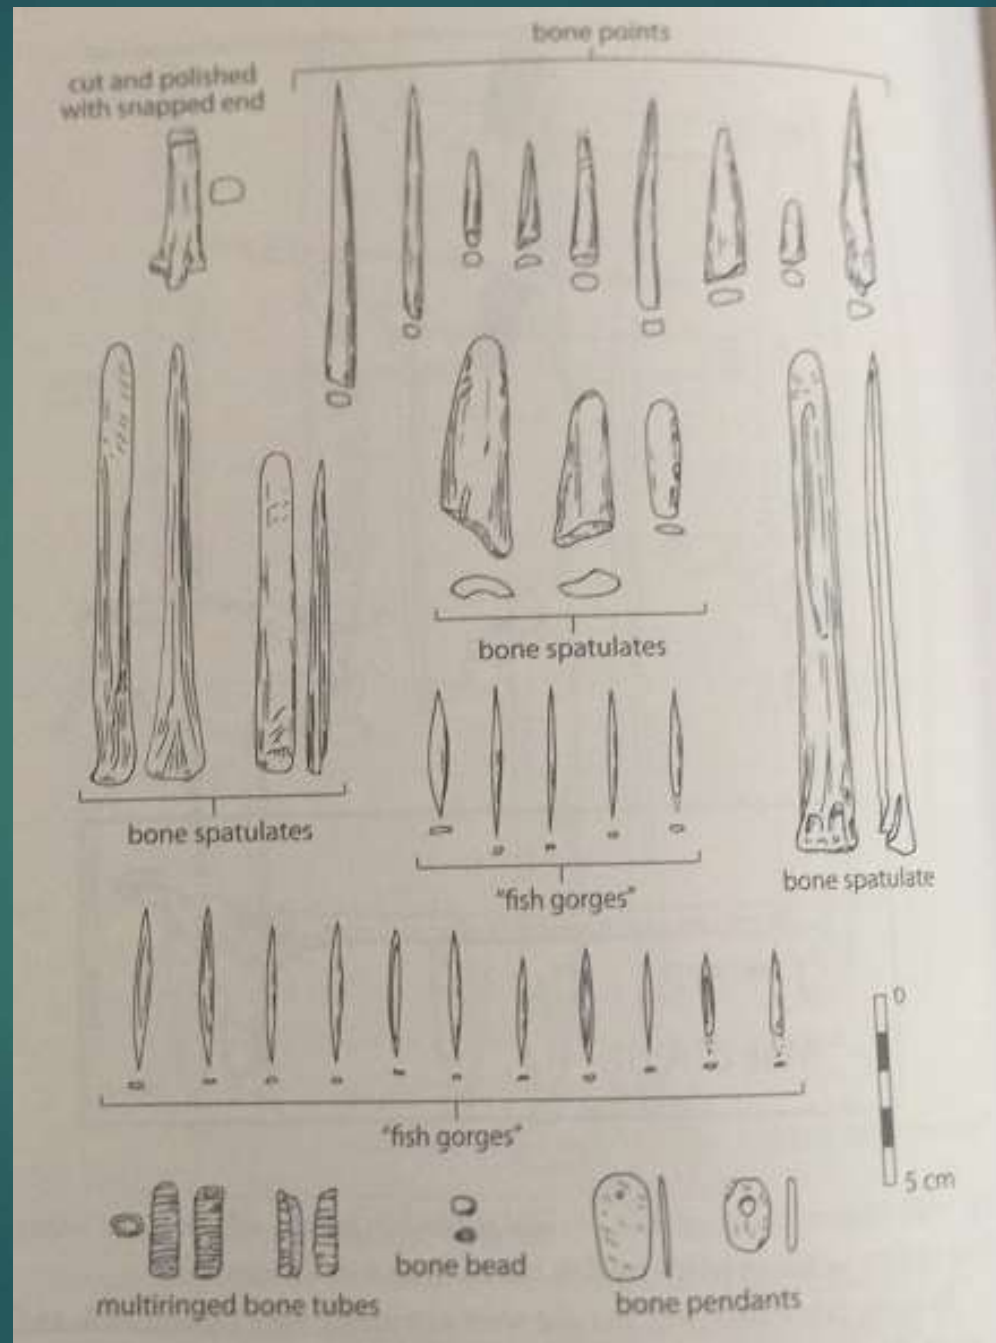 bone points
cut and polished
with snapped end
bone spatulates
bone spatulates
"fish gorges"
bone spatulate
"fish gorges"
0
5 cm
multiringed bone tubes
bone bead
bone pendants